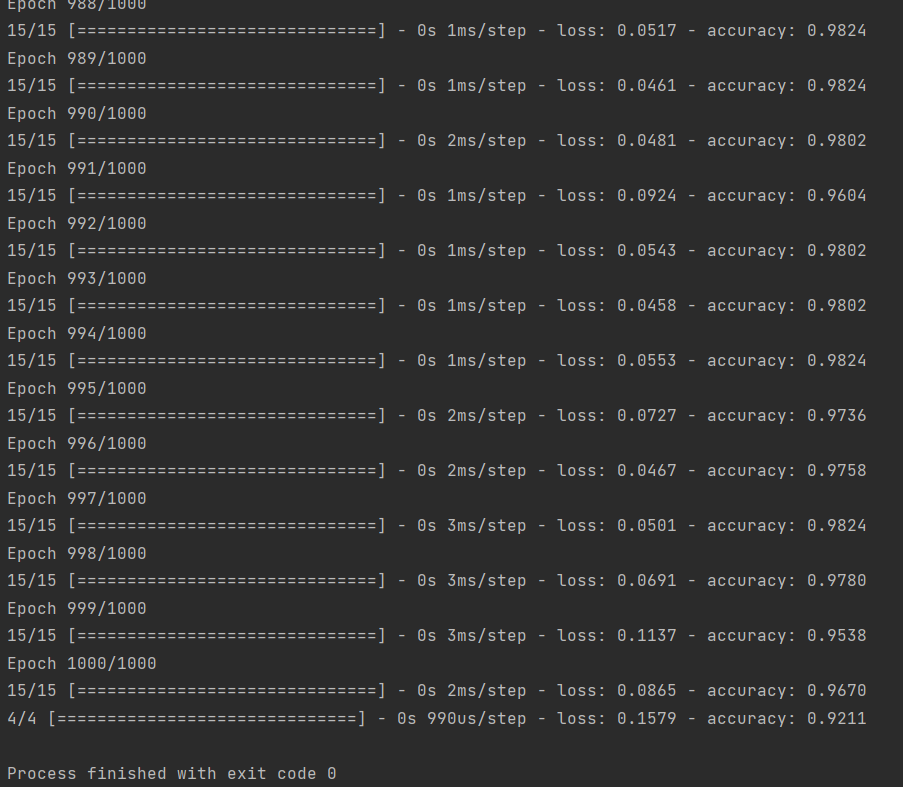 Epoch 988/1000
15/15 [==============================] - 0s 1ms/step - loss: 0.0517 - accuracy: 0.9824
Epoch 989/1000
15/15 [==============================] - 0s 1ms/step - loss: 0.0461 - accuracy: 0.9824
Epoch 990/1000
15/15 [==============================] - 0s 2ms/step - loss: 0.0481 - accuracy: 0.9802
Epoch 991/1000
15/15 [==============================] - 0s 1ms/step - loss: 0.0924 - accuracy: 0.9604
Epoch 992/1000
15/15 [==============================] - 0s 1ms/step - loss: 0.0543 - accuracy: 0.9802
Epoch 993/1000
15/15 [==============================] - 0s 1ms/step - loss: 0.0458 - accuracy: 0.9802
Epoch 994/1000
15/15 [==============================] - 0s 1ms/step - loss: 0.0553 - accuracy: 0.9824
Epoch 995/1000
15/15 [==============================] - 0s 2ms/step - loss: 0.0727 - accuracy: 0.9736
Epoch 996/1000
15/15 [==============================] - 0s 2ms/step - loss: 0.0467 - accuracy: 0.9758
Epoch 997/1000
15/15 [==============================] - 0s 3ms/step - loss: 0.0501 - accuracy: 0.9824
Epoch 998/1000
15/15 [==============================] - 0s 3ms/step - loss: 0.0691 - accuracy: 0.9780
Epoch 999/1000
15/15 [==============================] - 0s 3ms/step - loss: 0.1137 - accuracy: 0.9538
Epoch 1000/1000
15/15 [==============================] - 0s 2ms/step - loss: 0.0865 - accuracy: 0.9670
4/4 [==============================] - 0s 990us/step - loss: 0.1579 - accuracy: 0.9211
Process finished with exit code 0